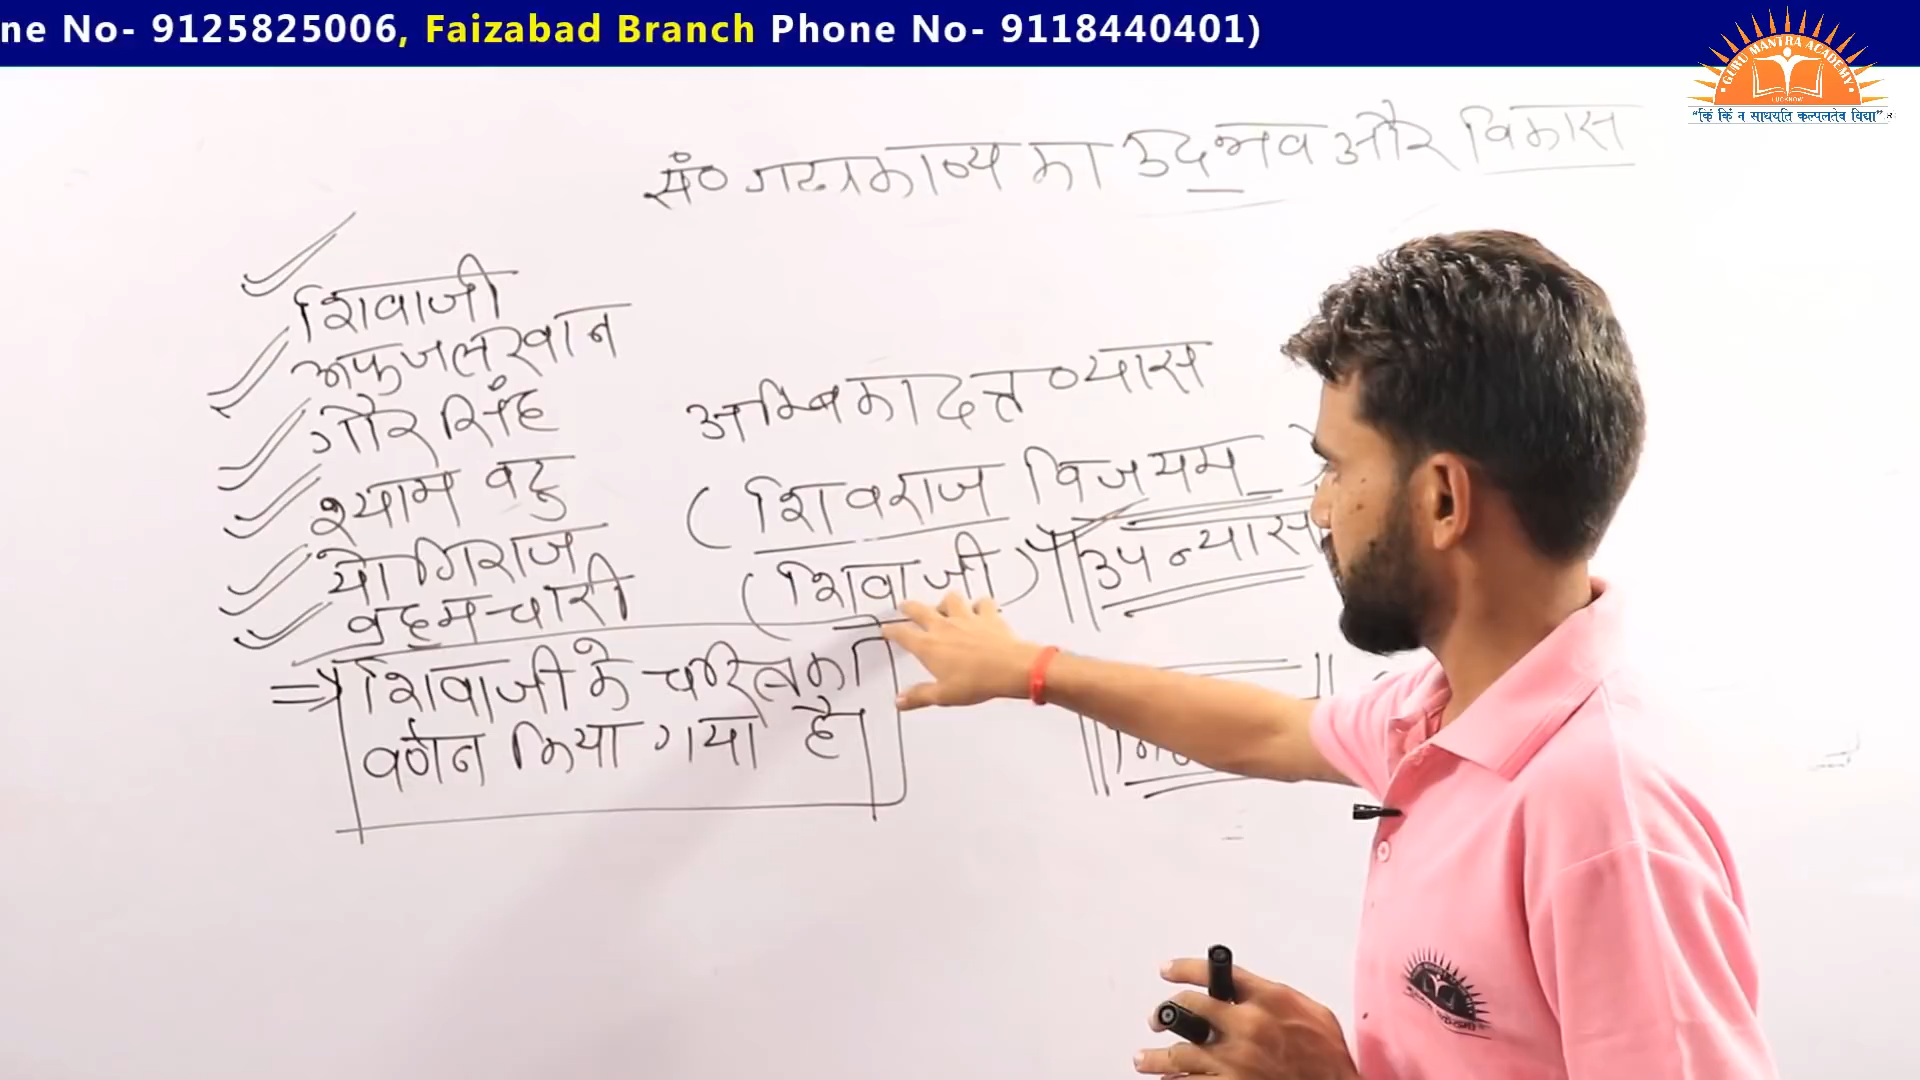 ne No- 9125825006, Faizabad Branch Phone No- 9118440401)
GURU MANTRA ACADEMY
LUCKNOW
"किं किं न साधयति कल्पलतेव विद्या"
सं० गद्यकाव्य का उद्भव और विकास
शिवाजी
अफजलखान
गौर सिंह
श्याम वटु
योगिराज
ब्रह्मचारी
अम्बिकादत्त व्यास
(शिवराज विजयम
(शिवाजी)
उपन्यास
⇒ शिवाजी के चरित्र का
वर्णन किया गया है।